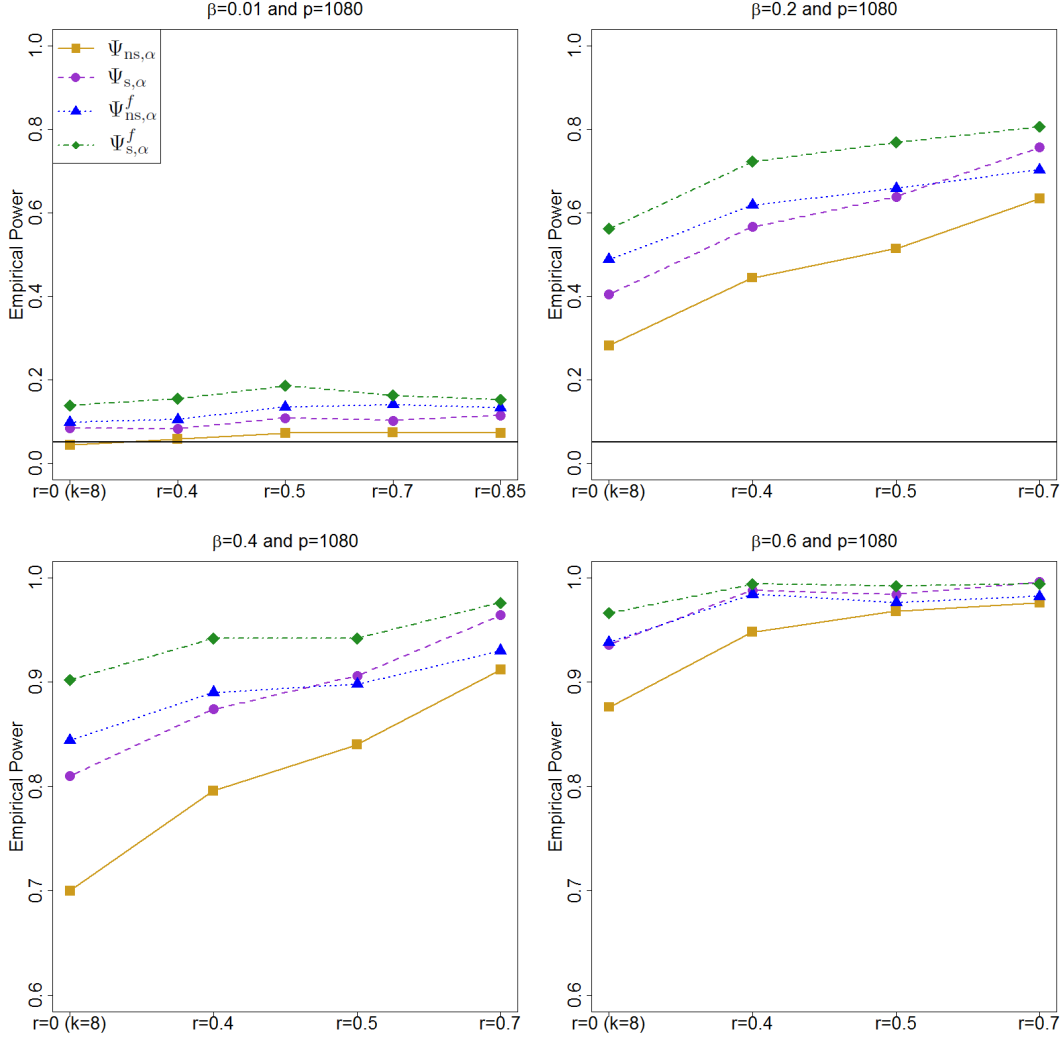 β=0.01 and p=1080
Empirical Power
1.0
0.8
0.6
0.4
0.2
0.0
Ψns,α
Ψs,α
Ψ^f ns,α
Ψ^f s,α
r=0 (k=8) r=0.4 r=0.5 r=0.7 r=0.85
β=0.2 and p=1080
Empirical Power
1.0
0.8
0.6
0.4
0.2
0.0
r=0 (k=8) r=0.4 r=0.5 r=0.7
β=0.4 and p=1080
Empirical Power
1.0
0.9
0.8
0.7
0.6
r=0 (k=8) r=0.4 r=0.5 r=0.7
β=0.6 and p=1080
Empirical Power
1.0
0.9
0.8
0.7
0.6
r=0 (k=8) r=0.4 r=0.5 r=0.7